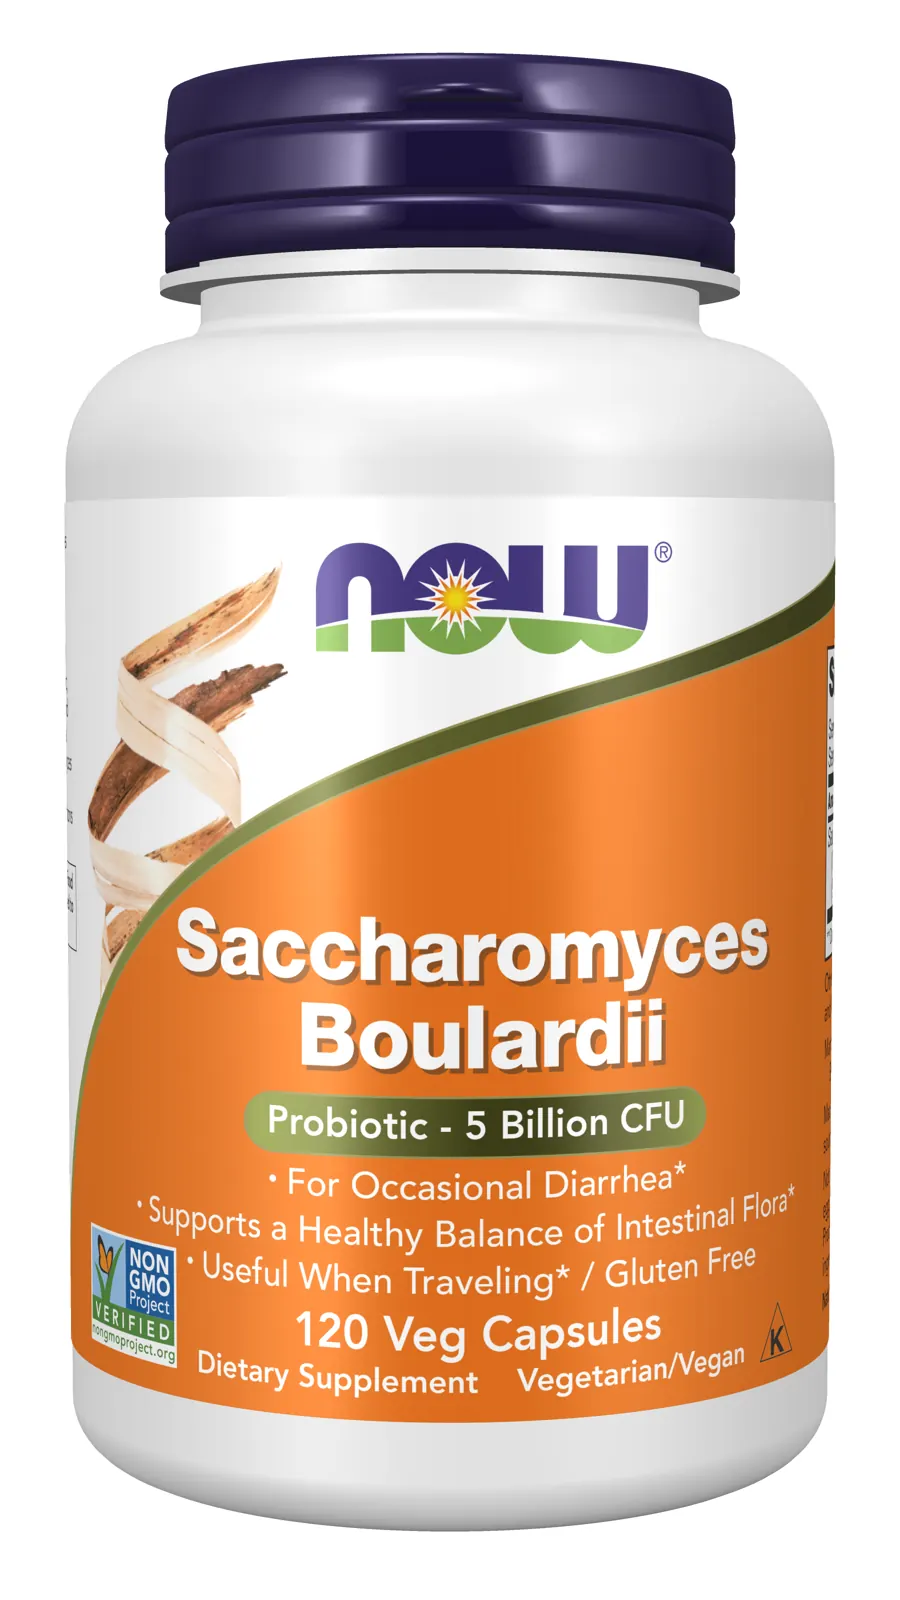 now®
Saccharomyces
Boulardii
Probiotic - 5 Billion CFU
• For Occasional Diarrhea*
• Supports a Healthy Balance of Intestinal Flora*
• Useful When Traveling* / Gluten Free
120 Veg Capsules
Dietary Supplement Vegetarian/Vegan
K
NON
GMO
Project
VERIFIED
nongmoproject.org